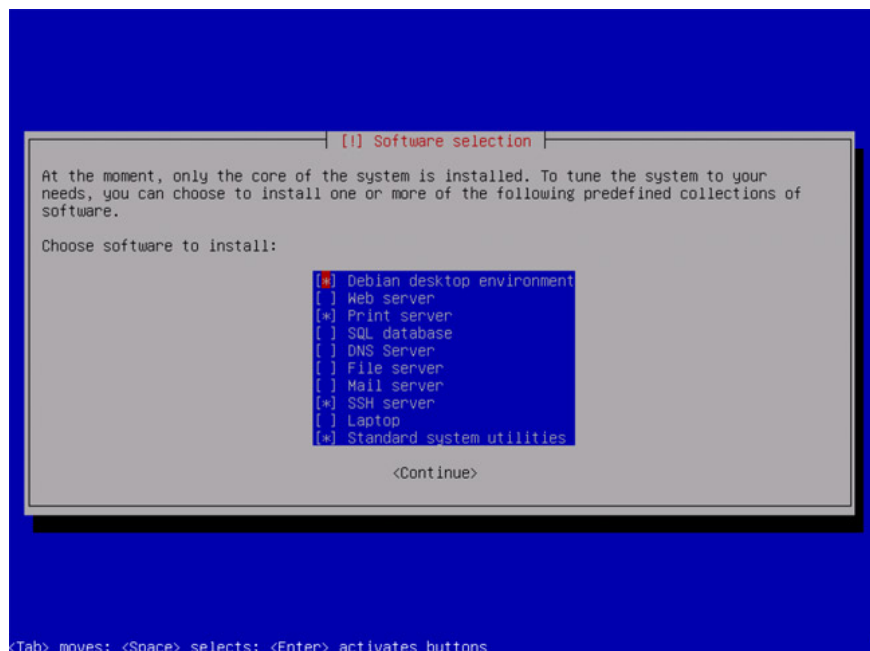 [!] Software selection
At the moment, only the core of the system is installed. To tune the system to your
needs, you can choose to install one or more of the following predefined collections of
software.
Choose software to install:
[*] Debian desktop environment
[ ] Web server
[*] Print server
[ ] SQL database
[ ] DNS Server
[ ] File server
[ ] Mail server
[*] SSH server
[ ] Laptop
[*] Standard system utilities
<Continue>
<Tab> moves; <Space> selects; <Enter> activates buttons